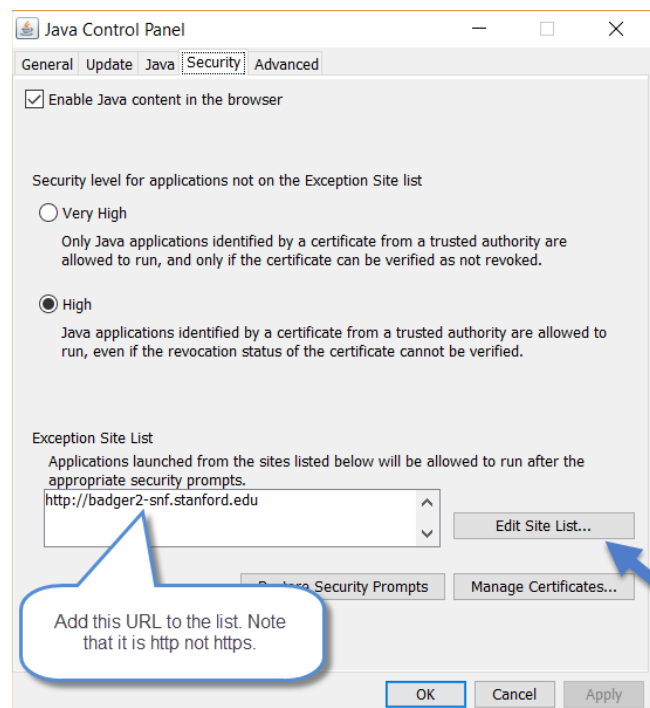 Java Control Panel
General Update Java Security Advanced
Enable Java content in the browser
Security level for applications not on the Exception Site list
Very High
Only Java applications identified by a certificate from a trusted authority are
allowed to run, and only if the certificate can be verified as not revoked.
High
Java applications identified by a certificate from a trusted authority are allowed to
run, even if the revocation status of the certificate cannot be verified.
Exception Site List
Applications launched from the sites listed below will be allowed to run after the
appropriate security prompts.
http://badger2-snf.stanford.edu
Edit Site List...
Security Prompts Manage Certificates...
Add this URL to the list. Note
that it is http not https.
OK Cancel Apply